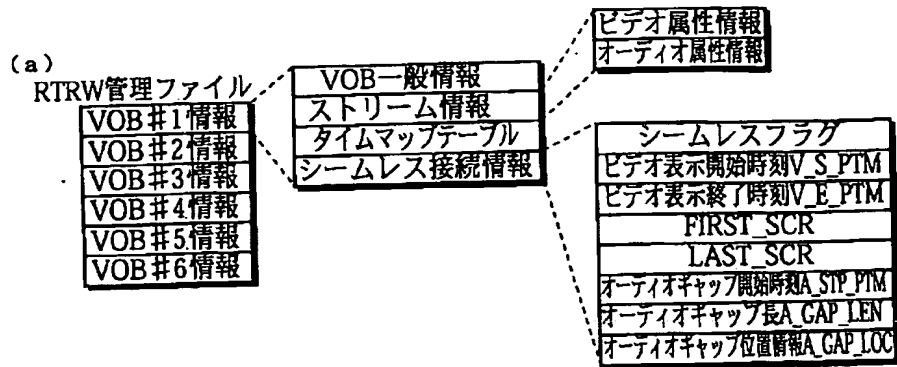 (a)
RTRW管理ファイル
VOB#1情報
VOB#2情報
VOB#3情報
VOB#4情報
VOB#5情報
VOB#6情報
VOB一般情報
ストリーム情報
タイムマップテーブル
シームレス接続情報
ビデオ属性情報
オーディオ属性情報
シームレスフラグ
ビデオ表示開始時刻V_S_PTM
ビデオ表示終了時刻V_E_PTM
FIRST_SCR
LAST_SCR
オーディオギャップ開始時刻A_STP_PTM
オーディオギャップ長A_GAP_LEN
オーディオギャップ位置情報A_GAP_LOC